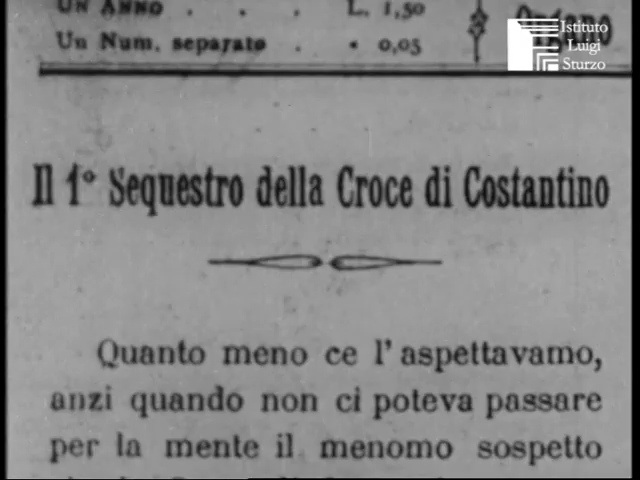 Un Anno . . . L. 1,50
Un Num. separato . « 0,05
Organo
Istituto
Luigi
Sturzo
Il 1° Sequestro della Croce di Costantino
Quanto meno ce l'aspettavamo,
anzi quando non ci poteva passare
per la mente il menomo sospetto